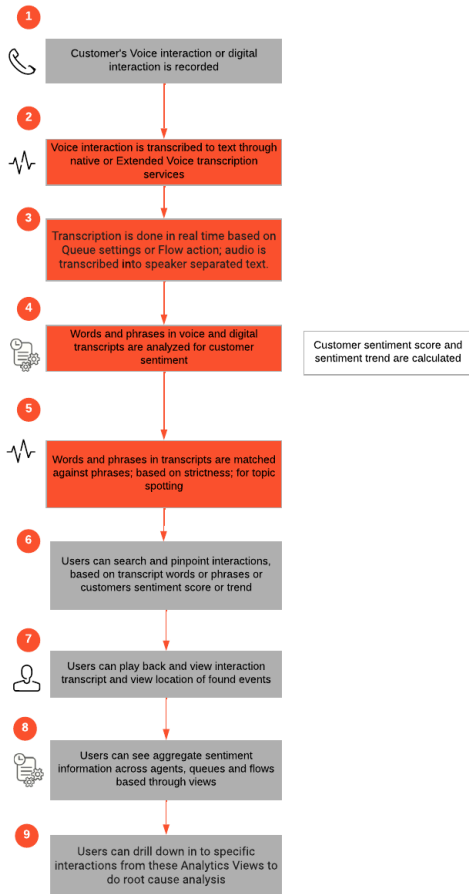 1
Customer's Voice interaction or digital
interaction is recorded
2
Voice interaction is transcribed to text through
native or Extended Voice transcription
services
3
Transcription is done in real time based on
Queue settings or Flow action; audio is
transcribed into speaker separated text.
4
Words and phrases in voice and digital
transcripts are analyzed for customer
sentiment
Customer sentiment score and
sentiment trend are calculated
5
Words and phrases in transcripts are matched
against phrases; based on strictness; for topic
spotting
6
Users can search and pinpoint interactions,
based on transcript words or phrases or
customers sentiment score or trend
7
Users can play back and view interaction
transcript and view location of found events
8
Users can see aggregate sentiment
information across agents, queues and flows
based through views
9
Users can drill down in to specific
interactions from these Analytics Views to
do root cause analysis